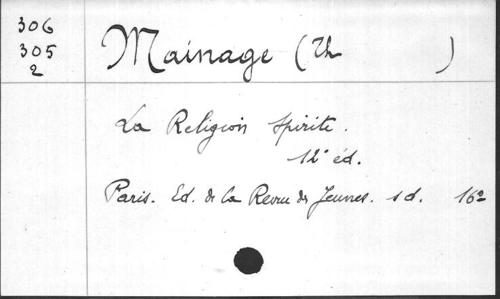 306
305
2
Mainage (Th )
La Religion Spirite.
12e éd.
Paris. Ed. de la Revue des Jeunes. s d. 16°